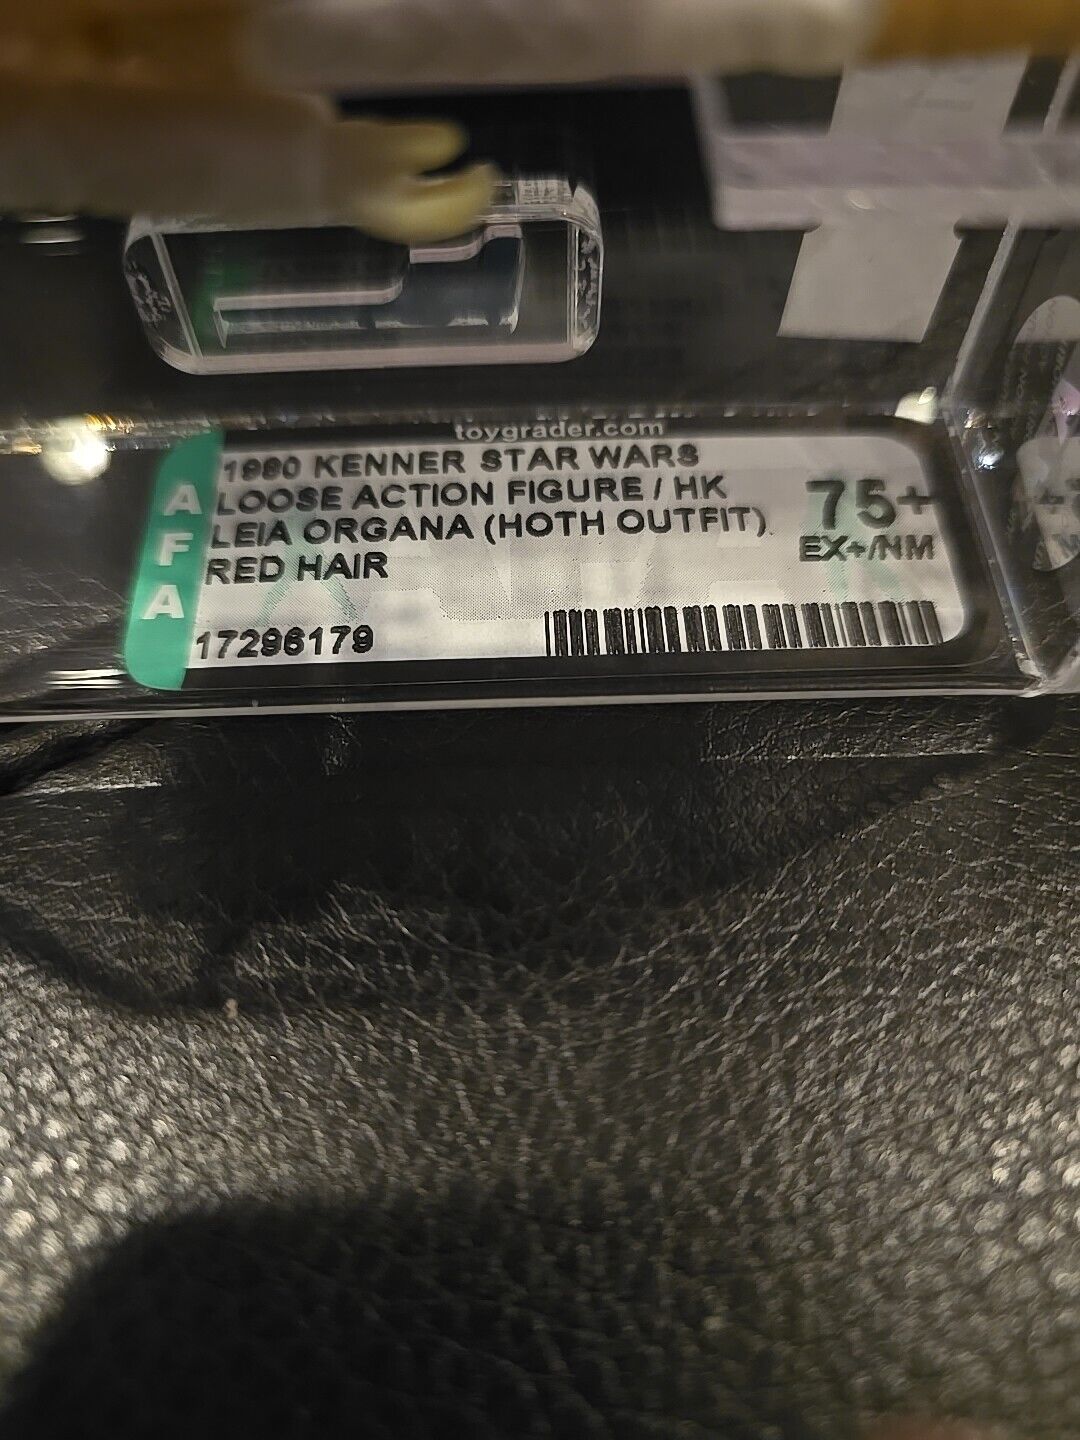 toygrader.com
AFA
1980 KENNER STAR WARS
LOOSE ACTION FIGURE / HK
LEIA ORGANA (HOTH OUTFIT)
RED HAIR
75+
EX+/NM
17296179